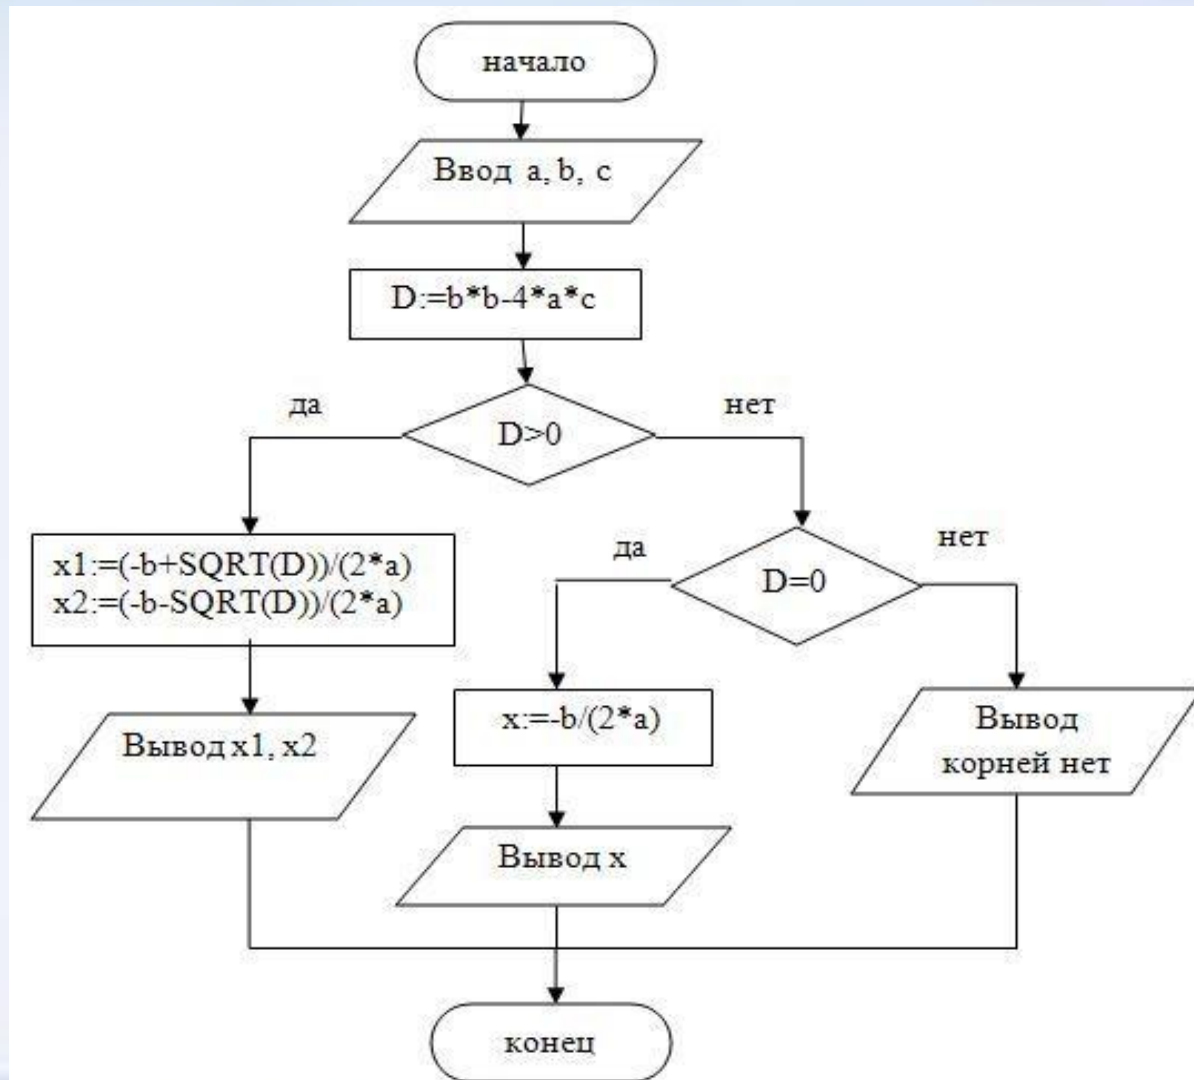 начало
Ввод a, b, c
D:=b*b-4*a*c
да
нет
D>0
x1:=(-b+SQRT(D))/(2*a)
x2:=(-b-SQRT(D))/(2*a)
Вывод x1, x2
да
нет
D=0
x:=-b/(2*a)
Вывод x
Вывод
корней нет
конец